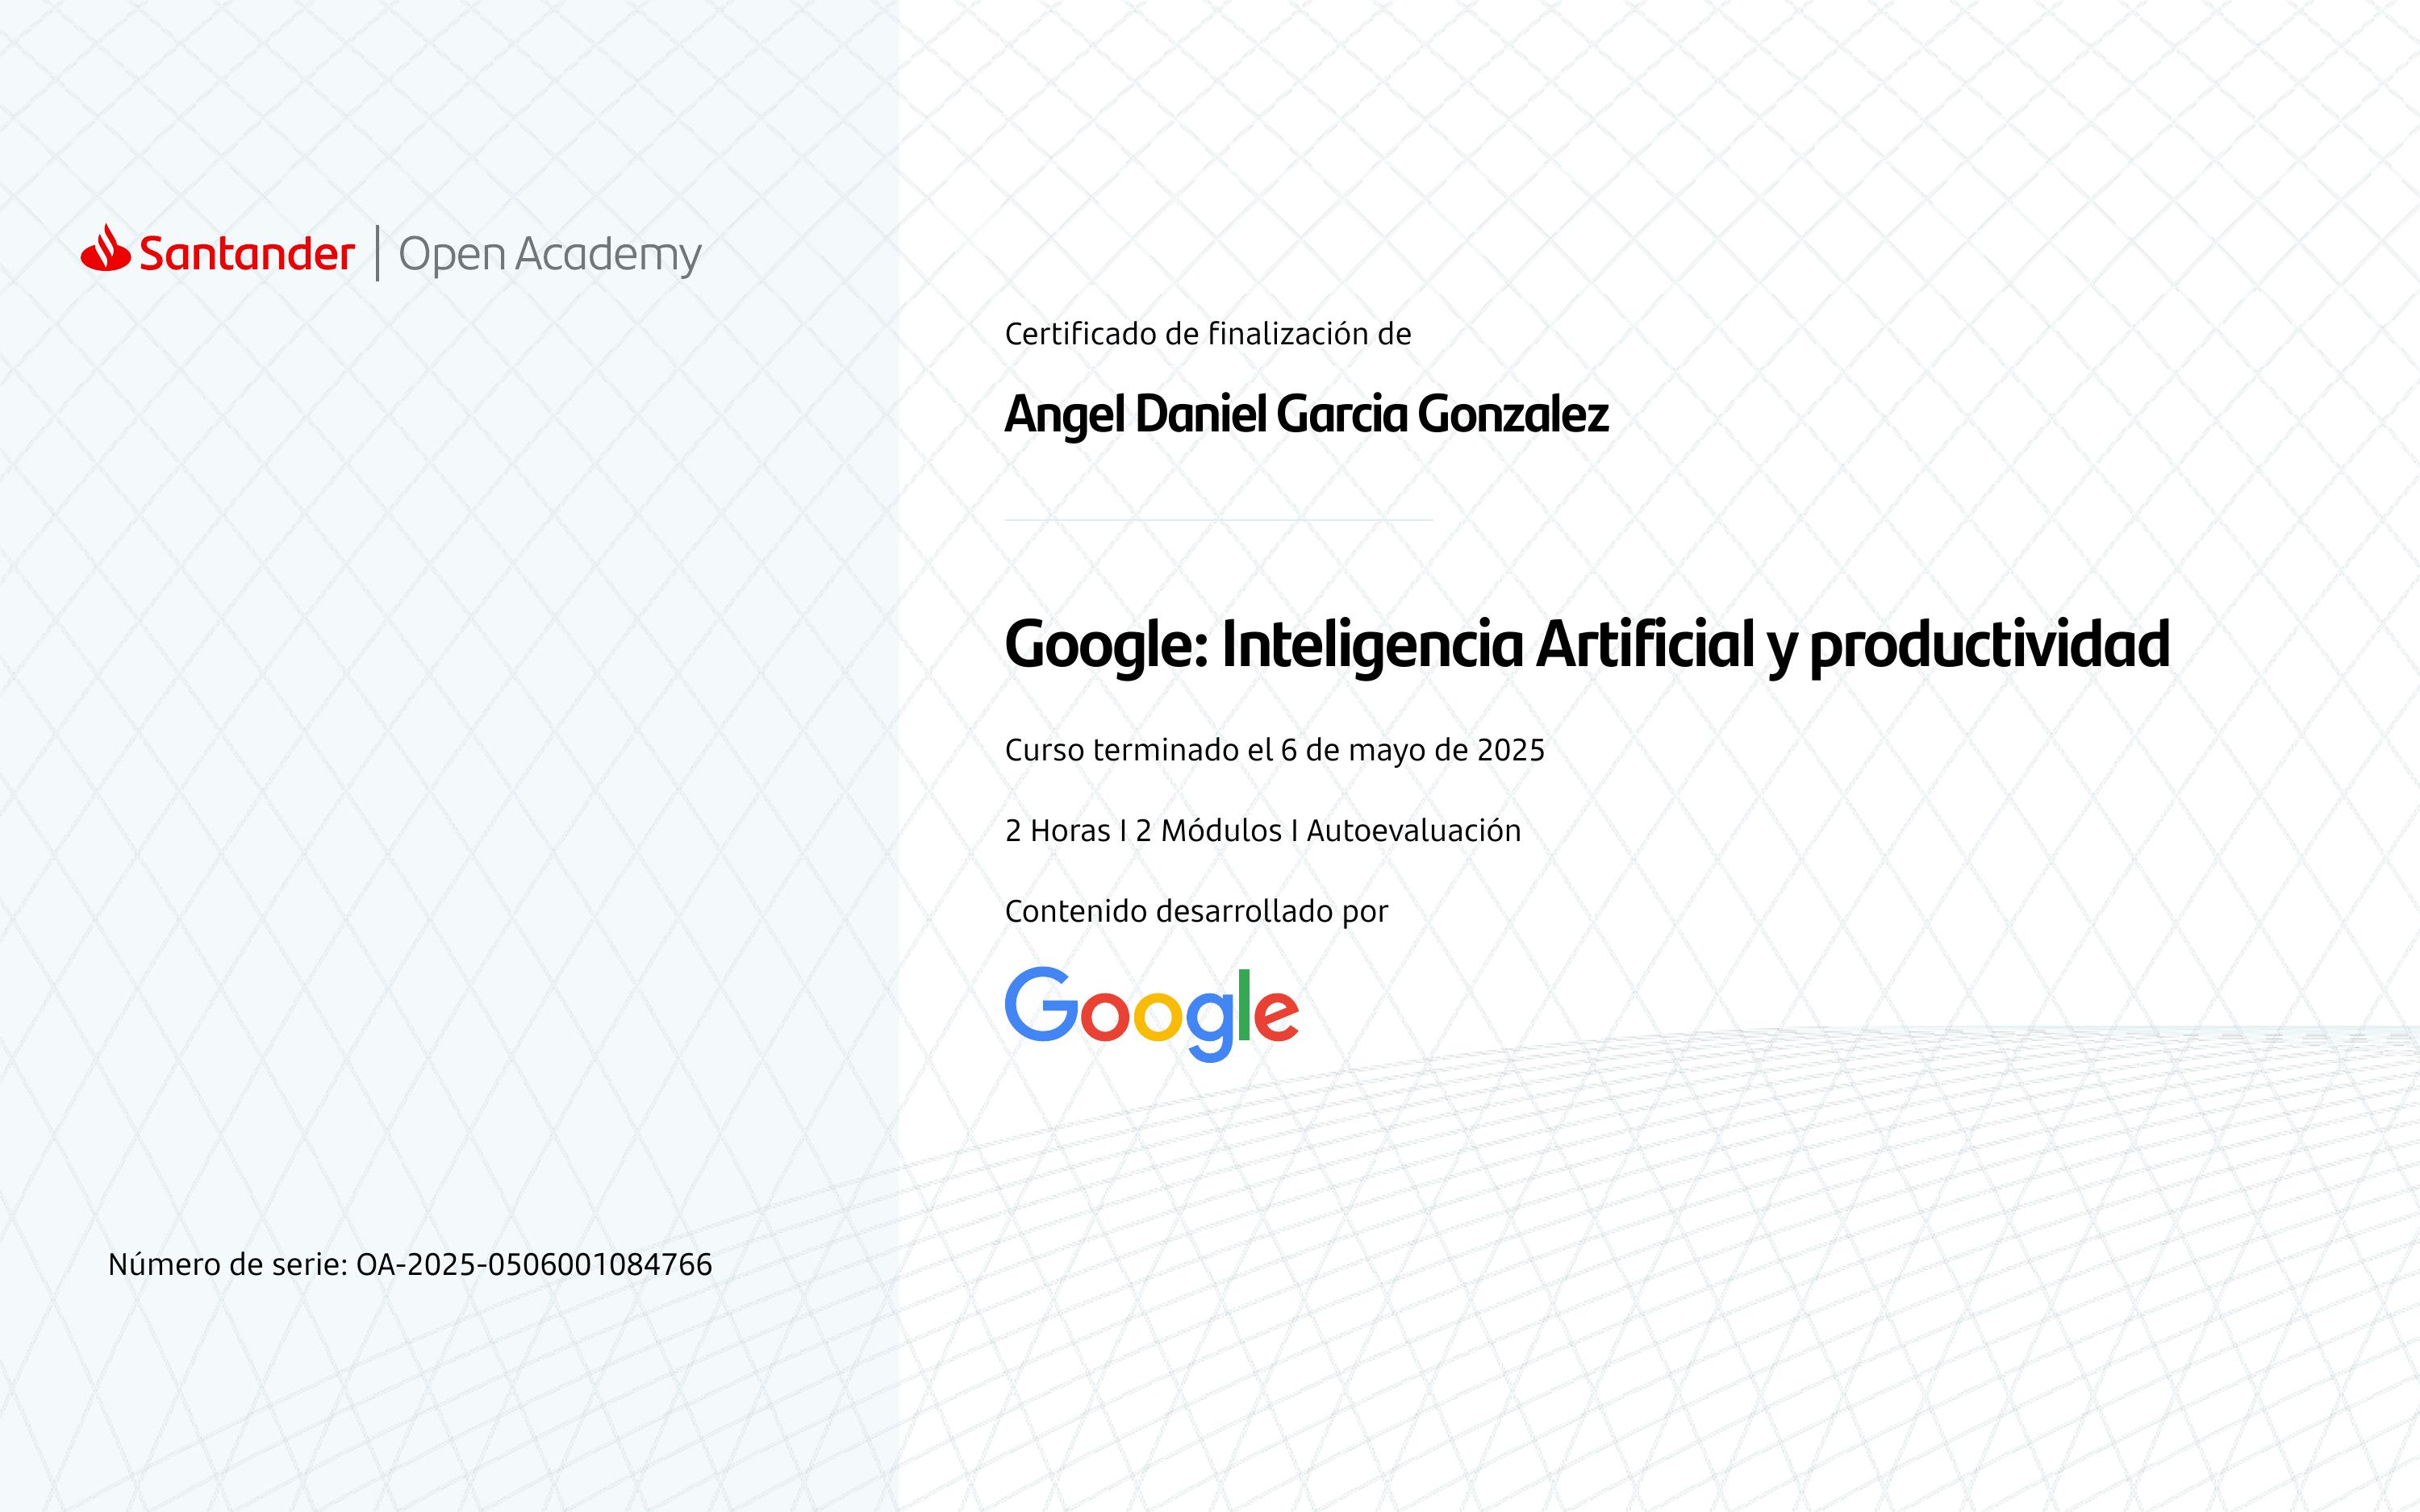 Santander | Open Academy
Certificado de finalización de
Angel Daniel Garcia Gonzalez
Google: Inteligencia Artificial y productividad
Curso terminado el 6 de mayo de 2025
2 Horas I 2 Módulos I Autoevaluación
Contenido desarrollado por
Google
Número de serie: OA-2025-0506001084766